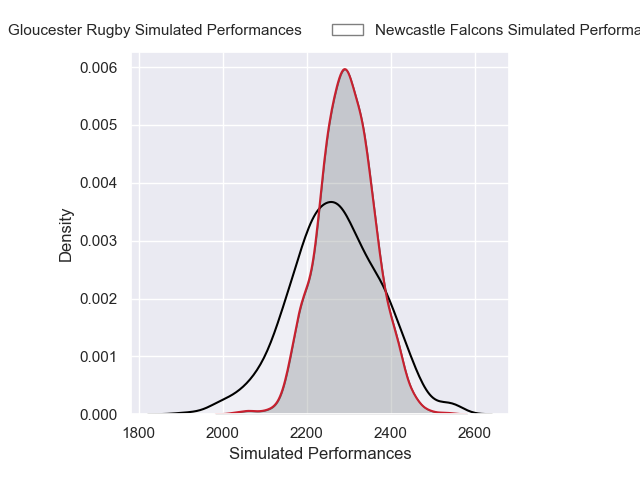 Gloucester Rugby Simulated Performances Newcastle Falcons Simulated Performa
0.006
0.005
0.004
0.003
0.002
0.001
0.000
Density
1800 2000 2200 2400 2600
Simulated Performances